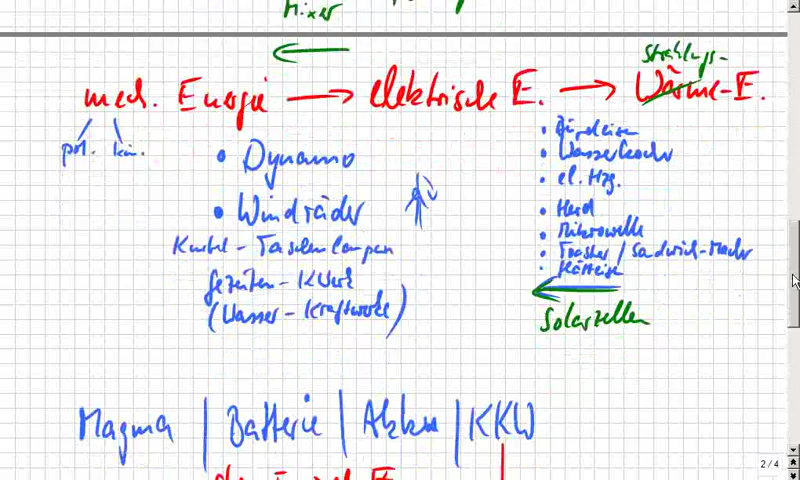 Mixer
Strahlungs-
mech. Energie → elektrische E. → Wärme-E.
pot. kin.
• Dynamo
• Windräder
Kurbel-Taschenlampen
Gezeiten-KWerk
(Wasser-Kraftwerk)
• Bügeleisen
• Wasserkocher
• el. Hzg.
• Herd
• Mikrowelle
• Toaster / Sandwich-Macher
Solarzellen
Magma | Batterie | Akku | KKW
2 / 4